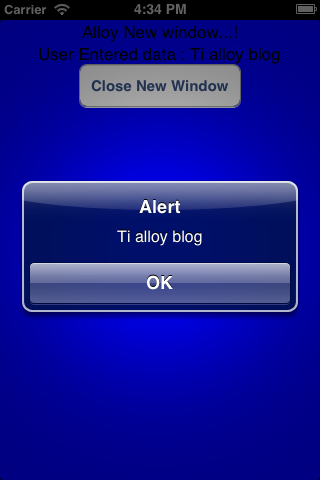 Carrier 4:34 PM
Alloy New window...!
User Entered data : Ti alloy blog
Close New Window
Alert
Ti alloy blog
OK